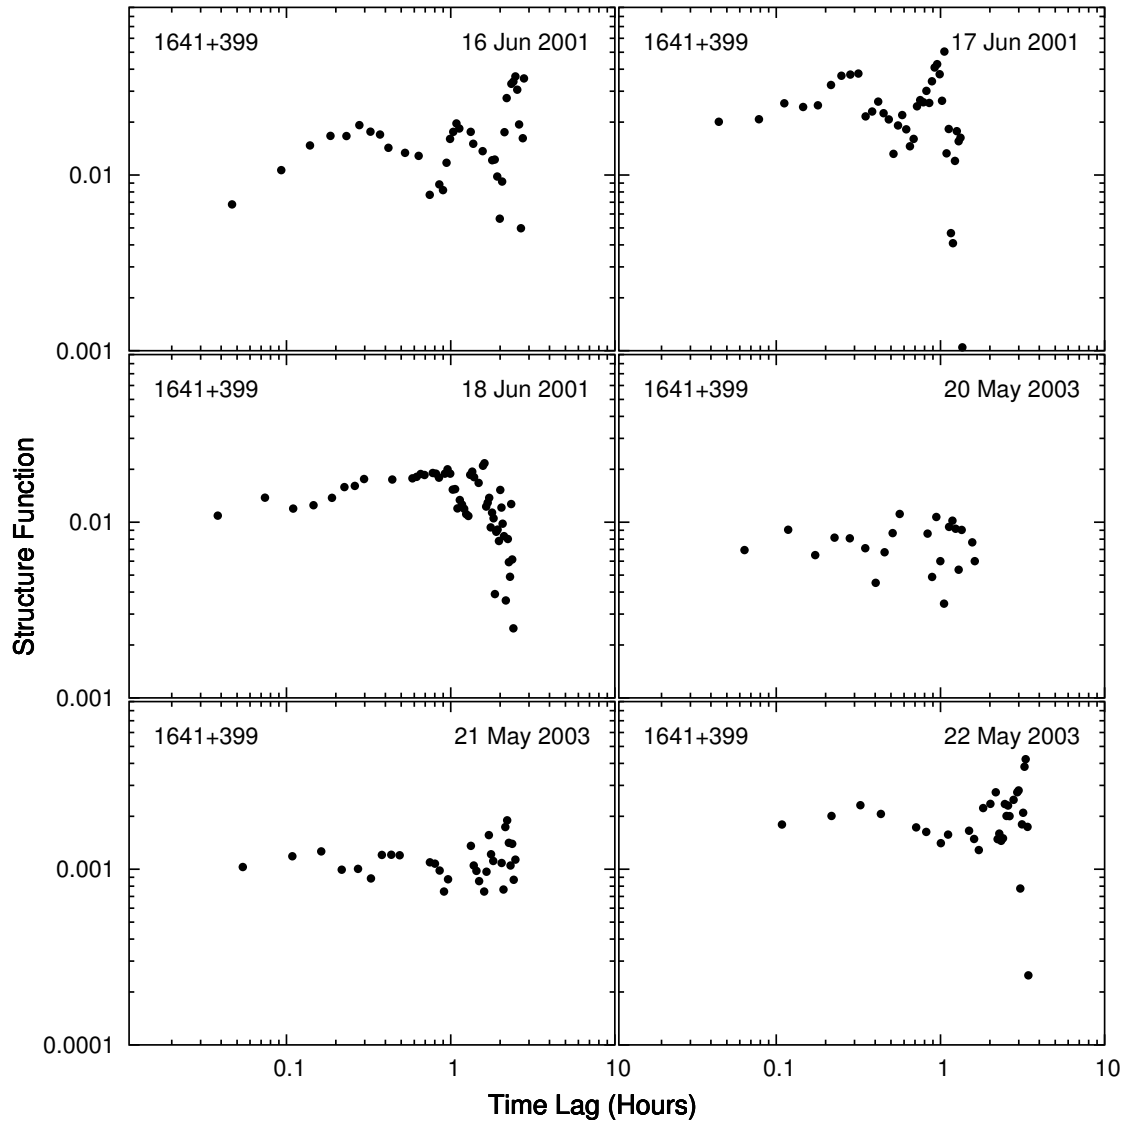 1641+399 16 Jun 2001
1641+399 17 Jun 2001
0.01
0.001
1641+399 18 Jun 2001
1641+399 20 May 2003
0.01
0.001
Structure Function
1641+399 21 May 2003
1641+399 22 May 2003
0.001
0.0001
0.1 1 10 0.1 1 10
Time Lag (Hours)